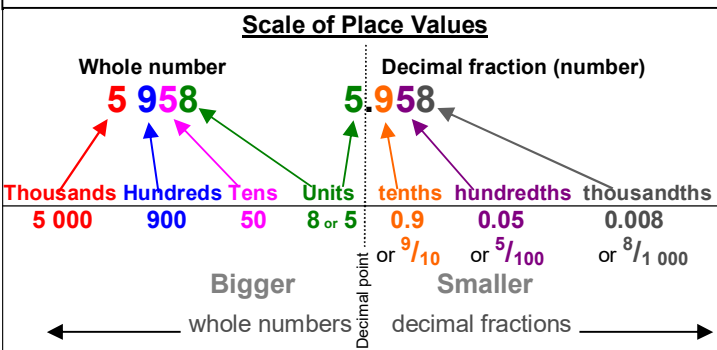 Scale of Place Values
Whole number Decimal fraction (number)
5 958 5.958
Thousands Hundreds Tens Units tenths hundredths thousandths
5 000 900 50 8 or 5 0.9 0.05 0.008
or 9/10 or 5/100 or 8/1 000
Bigger Smaller
whole numbers decimal fractions
Decimal point